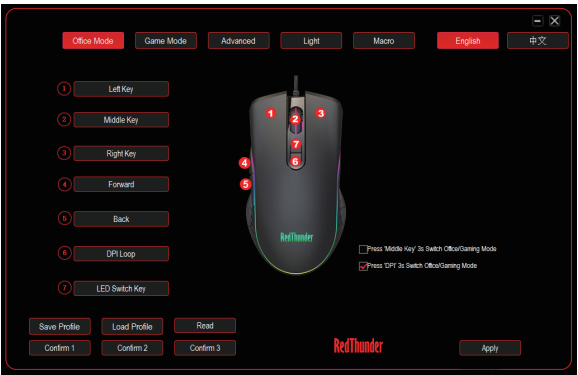 Office Mode Game Mode Advanced Light Macro English 中文
1 Left Key
2 Middle Key
3 Right Key
4 Forward
5 Back
6 DPI Loop
7 LED Switch Key
1 2 3
7
6
4
5
RedThunder
Press 'Middle Key' 3s Switch Office/Gaming Mode
Press 'DPI' 3s Switch Office/Gaming Mode
Save Profile Load Profile Read
Confirm 1 Confirm 2 Confirm 3 RedThunder Apply